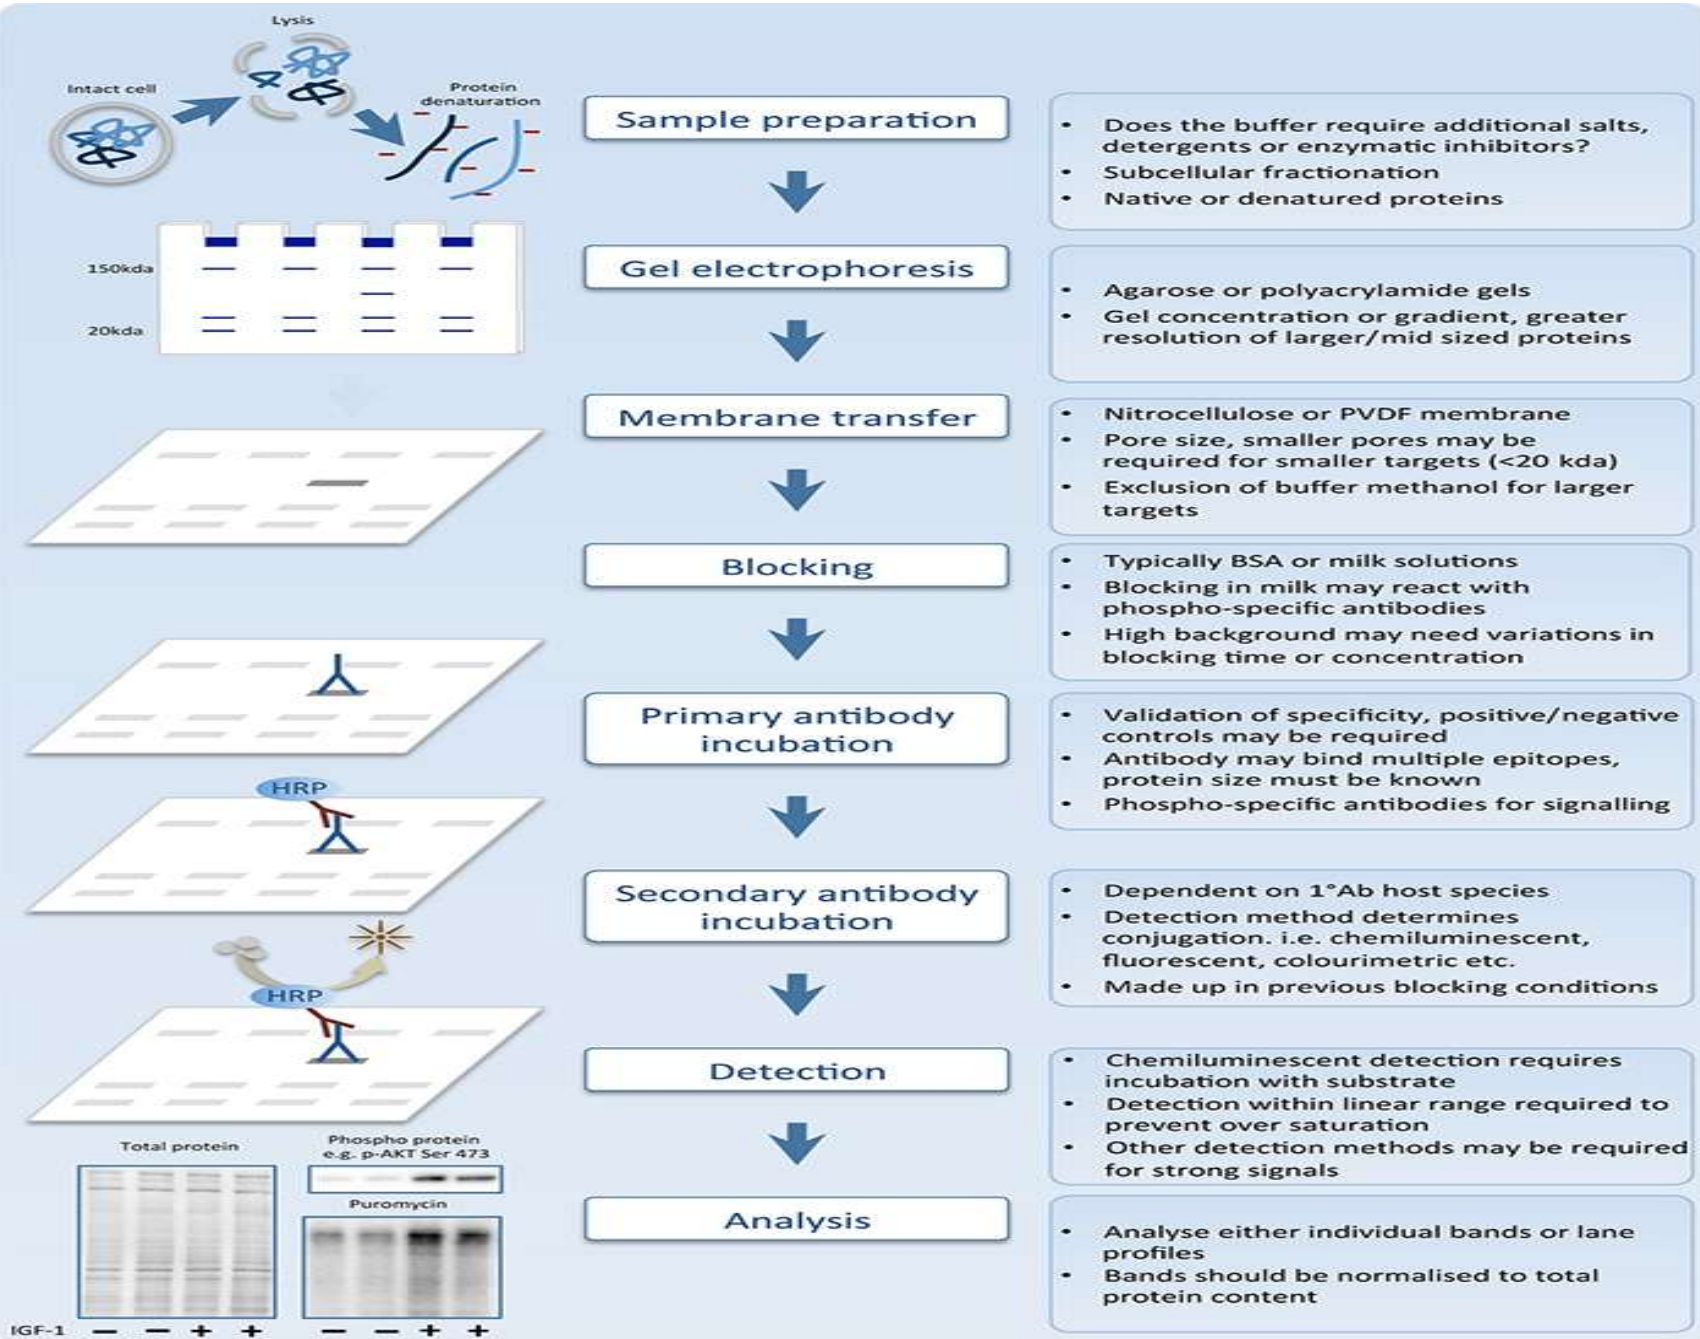 Lysis
Intact cell
Protein
denaturation
Sample preparation
• Does the buffer require additional salts,
detergents or enzymatic inhibitors?
• Subcellular fractionation
• Native or denatured proteins
150kda
20kda
Gel electrophoresis
• Agarose or polyacrylamide gels
• Gel concentration or gradient, greater
resolution of larger/mid sized proteins
Membrane transfer
• Nitrocellulose or PVDF membrane
• Pore size, smaller pores may be
required for smaller targets (<20 kda)
• Exclusion of buffer methanol for larger
targets
Blocking
• Typically BSA or milk solutions
• Blocking in milk may react with
phospho-specific antibodies
• High background may need variations in
blocking time or concentration
Primary antibody
incubation
• Validation of specificity, positive/negative
controls may be required
• Antibody may bind multiple epitopes,
protein size must be known
• Phospho-specific antibodies for signalling
HRP
Secondary antibody
incubation
• Dependent on 1°Ab host species
• Detection method determines
conjugation. i.e. chemiluminescent,
fluorescent, colourimetric etc.
• Made up in previous blocking conditions
HRP
Detection
• Chemiluminescent detection requires
incubation with substrate
• Detection within linear range required to
prevent over saturation
• Other detection methods may be required
for strong signals
Total protein
Phospho protein
e.g. p-AKT Ser 473
Puromycin
Analysis
• Analyse either individual bands or lane
profiles
• Bands should be normalised to total
protein content
IGF-1 − − + + − − + +